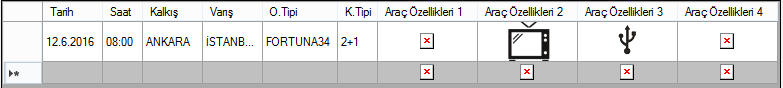 Tarih Saat Kalkış Varış O.Tipi K.Tipi Araç Özellikleri 1 Araç Özellikleri 2 Araç Özellikleri 3 Araç Özellikleri 4
12.6.2016 08:00 ANKARA İSTANB... FORTUNA34 2+1